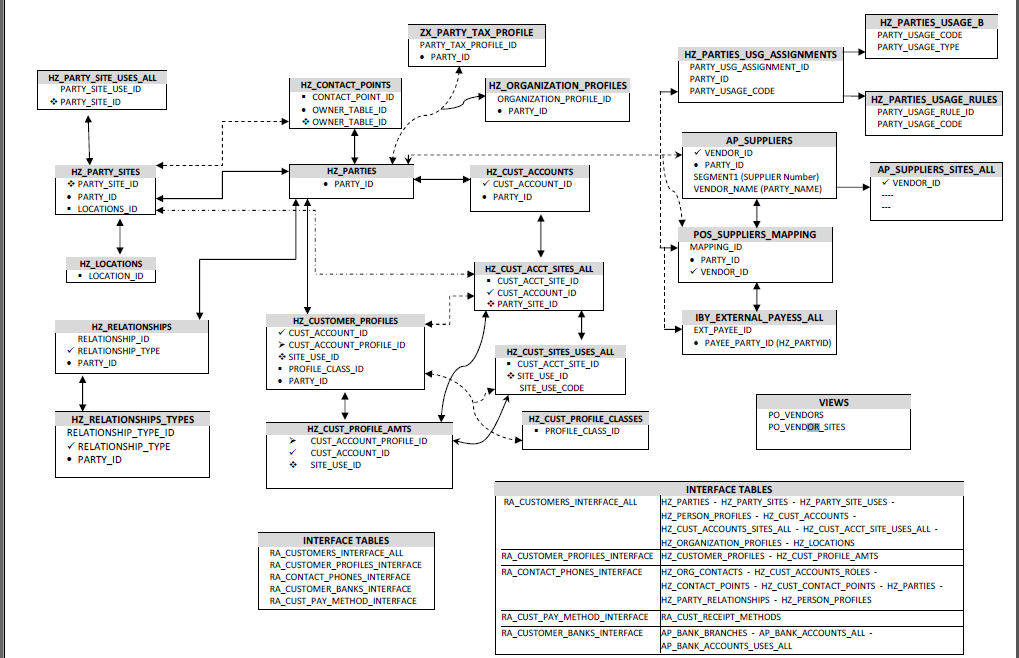 ZX_PARTY_TAX_PROFILE
PARTY_TAX_PROFILE_ID
PARTY_ID
HZ_PARTIES_USAGE_B
PARTY_USAGE_CODE
PARTY_USAGE_TYPE
HZ_PARTIES_USG_ASSIGNMENTS
PARTY_USG_ASSIGNMENT_ID
PARTY_ID
PARTY_USAGE_CODE
HZ_PARTY_SITE_USES_ALL
PARTY_SITE_USE_ID
PARTY_SITE_ID
HZ_CONTACT_POINTS
CONTACT_POINT_ID
OWNER_TABLE_ID
OWNER_TABLE_ID
HZ_ORGANIZATION_PROFILES
ORGANIZATION_PROFILE_ID
PARTY_ID
HZ_PARTIES_USAGE_RULES
PARTY_USAGE_RULE_ID
PARTY_USAGE_CODE
AP_SUPPLIERS
VENDOR_ID
PARTY_ID
SEGMENT1 (SUPPLIER Number)
VENDOR_NAME (PARTY_NAME)
AP_SUPPLIERS_SITES_ALL
VENDOR_ID
----
---
HZ_PARTY_SITES
PARTY_SITE_ID
PARTY_ID
LOCATIONS_ID
HZ_PARTIES
PARTY_ID
HZ_CUST_ACCOUNTS
CUST_ACCOUNT_ID
PARTY_ID
POS_SUPPLIERS_MAPPING
MAPPING_ID
PARTY_ID
VENDOR_ID
HZ_LOCATIONS
LOCATION_ID
HZ_CUST_ACCT_SITES_ALL
CUST_ACCT_SITE_ID
CUST_ACCOUNT_ID
PARTY_SITE_ID
IBY_EXTERNAL_PAYESS_ALL
EXT_PAYEE_ID
PAYEE_PARTY_ID (HZ_PARTYID)
HZ_RELATIONSHIPS
RELATIONSHIP_ID
RELATIONSHIP_TYPE
PARTY_ID
HZ_CUSTOMER_PROFILES
CUST_ACCOUNT_ID
CUST_ACCOUNT_PROFILE_ID
SITE_USE_ID
PROFILE_CLASS_ID
PARTY_ID
HZ_CUST_SITES_USES_ALL
CUST_ACCT_SITE_ID
SITE_USE_ID
SITE_USE_CODE
HZ_RELATIONSHIPS_TYPES
RELATIONSHIP_TYPE_ID
RELATIONSHIP_TYPE
PARTY_ID
HZ_CUST_PROFILE_AMTS
CUST_ACCOUNT_PROFILE_ID
CUST_ACCOUNT_ID
SITE_USE_ID
HZ_CUST_PROFILE_CLASSES
PROFILE_CLASS_ID
VIEWS
PO_VENDORS
PO_VENDOR_SITES
INTERFACE TABLES
RA_CUSTOMERS_INTERFACE_ALL
RA_CUSTOMER_PROFILES_INTERFACE
RA_CONTACT_PHONES_INTERFACE
RA_CUSTOMER_BANKS_INTERFACE
RA_CUST_PAY_METHOD_INTERFACE
INTERFACE TABLES
RA_CUSTOMERS_INTERFACE_ALL HZ_PARTIES - HZ_PARTY_SITES - HZ_PARTY_SITE_USES -
HZ_PERSON_PROFILES - HZ_CUST_ACCOUNTS -
HZ_CUST_ACCOUNTS_SITES_ALL - HZ_CUST_ACCT_SITE_USES_ALL -
HZ_ORGANIZATION_PROFILES - HZ_LOCATIONS
RA_CUSTOMER_PROFILES_INTERFACE HZ_CUSTOMER_PROFILES - HZ_CUST_PROFILE_AMTS
RA_CONTACT_PHONES_INTERFACE HZ_ORG_CONTACTS - HZ_CUST_ACCOUNTS_ROLES -
HZ_CONTACT_POINTS - HZ_CUST_CONTACT_POINTS - HZ_PARTIES -
HZ_PARTY_RELATIONSHIPS - HZ_PERSON_PROFILES
RA_CUST_PAY_METHOD_INTERFACE RA_CUST_RECEIPT_METHODS
RA_CUSTOMER_BANKS_INTERFACE AP_BANK_BRANCHES - AP_BANK_ACCOUNTS_ALL -
AP_BANK_ACCOUNTS_USES_ALL